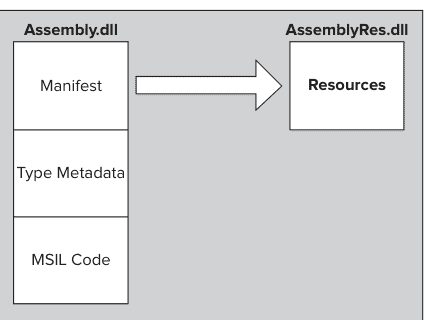 Assembly.dll
AssemblyRes.dll
Manifest
Resources
Type Metadata
MSIL Code